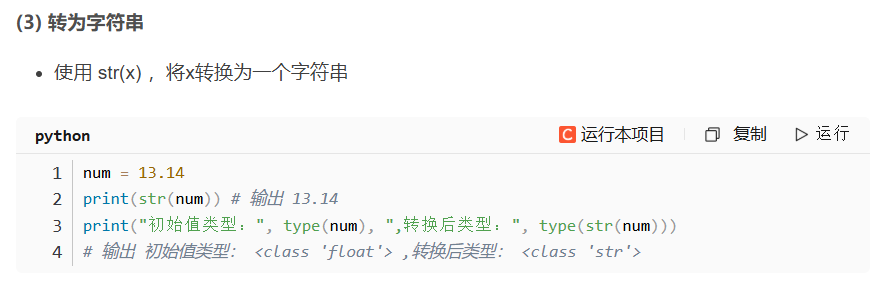 (3) 转为字符串
• 使用 str(x) ，将x转换为一个字符串
python C 运行本项目 复制 运行
1 num = 13.14
2 print(str(num)) # 输出 13.14
3 print("初始值类型：", type(num), ",转换后类型：", type(str(num)))
4 # 输出 初始值类型： <class 'float'> ,转换后类型： <class 'str'>